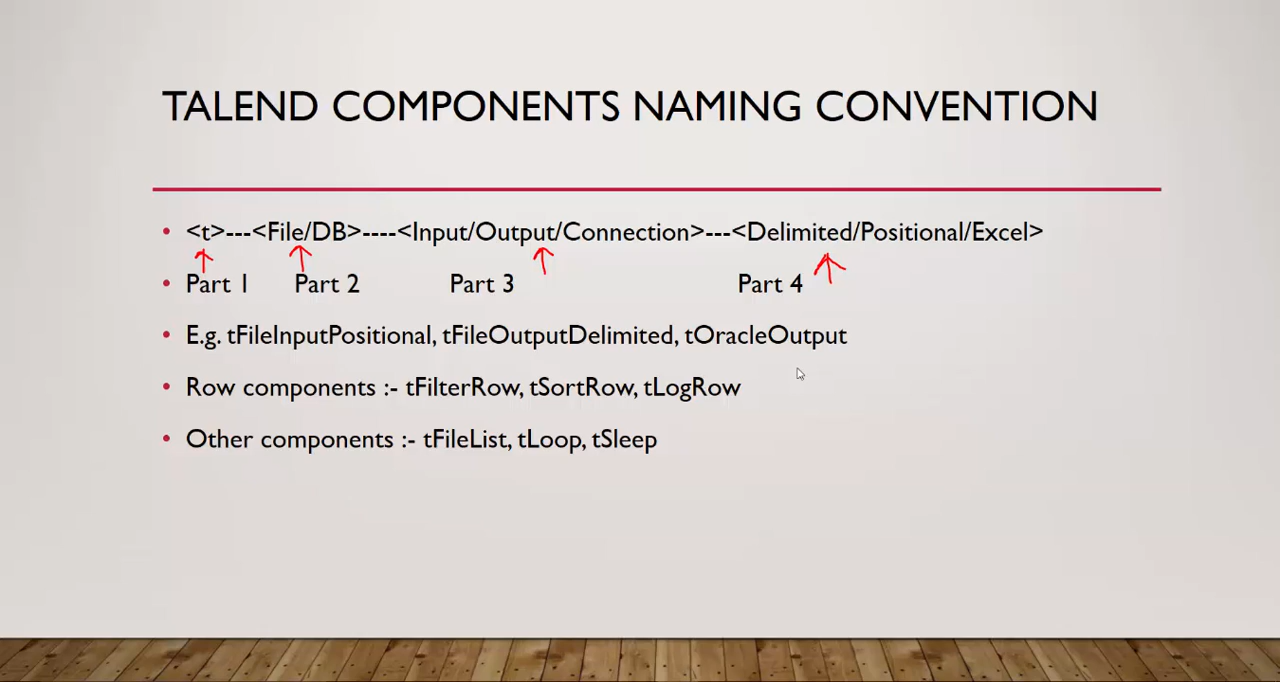 TALEND COMPONENTS NAMING CONVENTION
• <t>---<File/DB>----<Input/Output/Connection>---<Delimited/Positional/Excel>
• Part 1 Part 2 Part 3 Part 4
• E.g. tFileInputPositional, tFileOutputDelimited, tOracleOutput
• Row components :- tFilterRow, tSortRow, tLogRow
• Other components :- tFileList, tLoop, tSleep